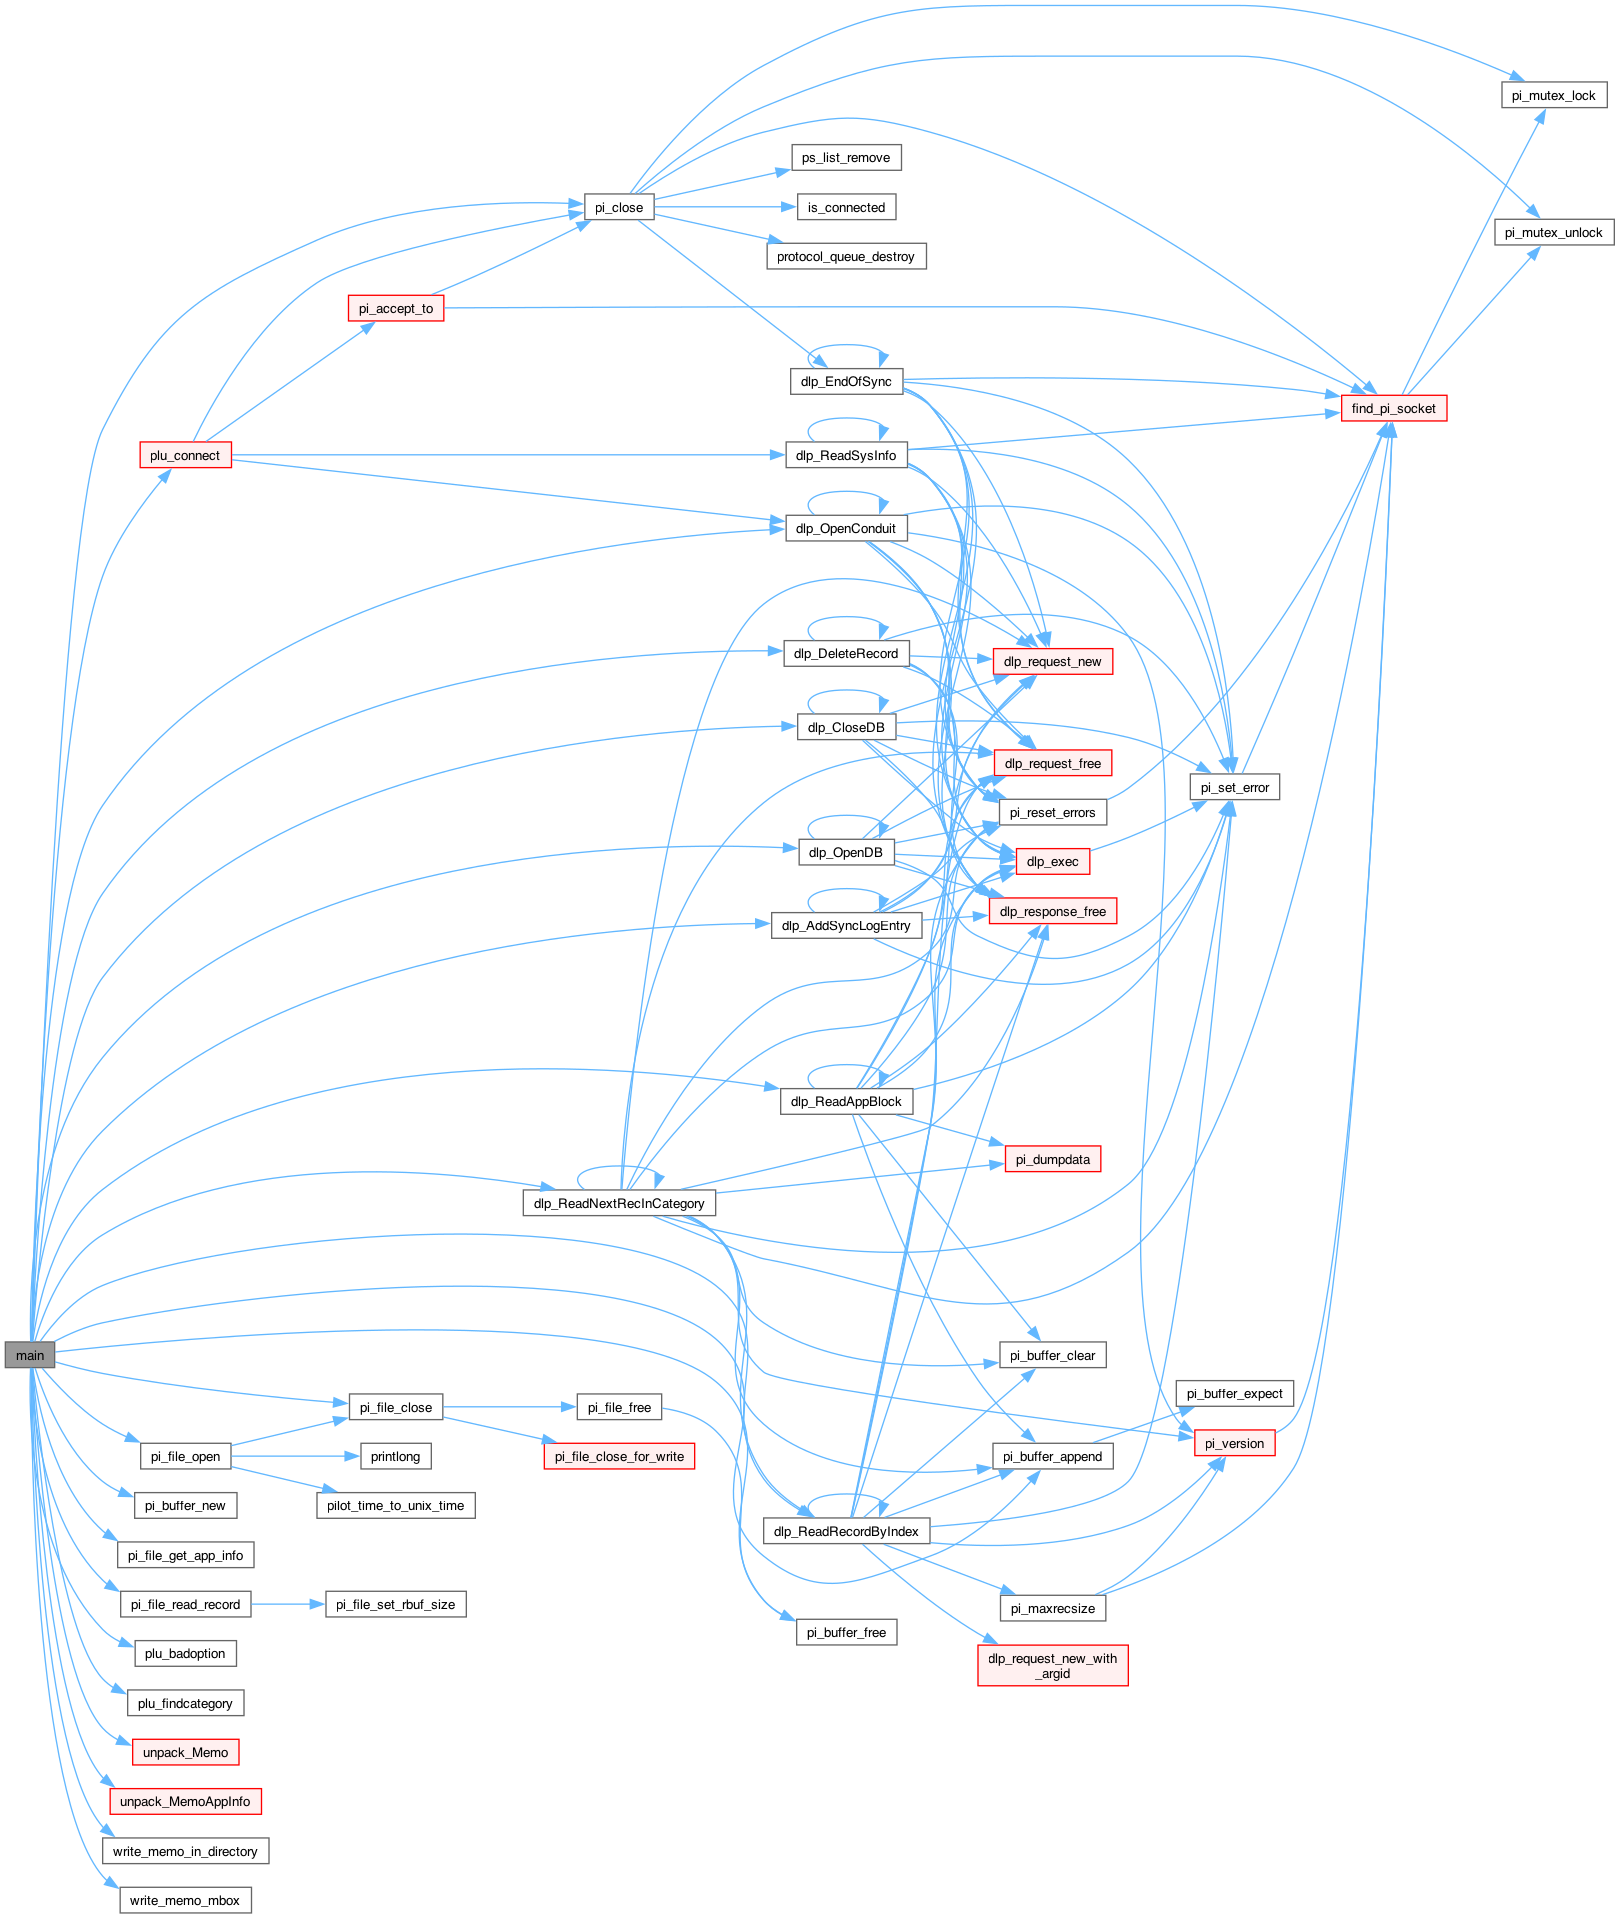 pi_mutex_lock
ps_list_remove
pi_close
is_connected
pi_mutex_unlock
protocol_queue_destroy
pi_accept_to
dlp_EndOfSync
find_pi_socket
plu_connect
dlp_ReadSysInfo
dlp_OpenConduit
dlp_DeleteRecord
dlp_request_new
dlp_CloseDB
dlp_request_free
pi_set_error
pi_reset_errors
dlp_OpenDB
dlp_exec
dlp_response_free
dlp_AddSyncLogEntry
dlp_ReadAppBlock
pi_dumpdata
dlp_ReadNextRecInCategory
main
pi_buffer_clear
pi_buffer_expect
pi_file_close
pi_file_free
pi_version
pi_file_open
printlong
pi_file_close_for_write
pi_buffer_append
pi_buffer_new
pilot_time_to_unix_time
dlp_ReadRecordByIndex
pi_file_get_app_info
pi_file_read_record
pi_file_set_rbuf_size
pi_maxrecsize
pi_buffer_free
plu_badoption
dlp_request_new_with
_argid
plu_findcategory
unpack_Memo
unpack_MemoAppInfo
write_memo_in_directory
write_memo_mbox